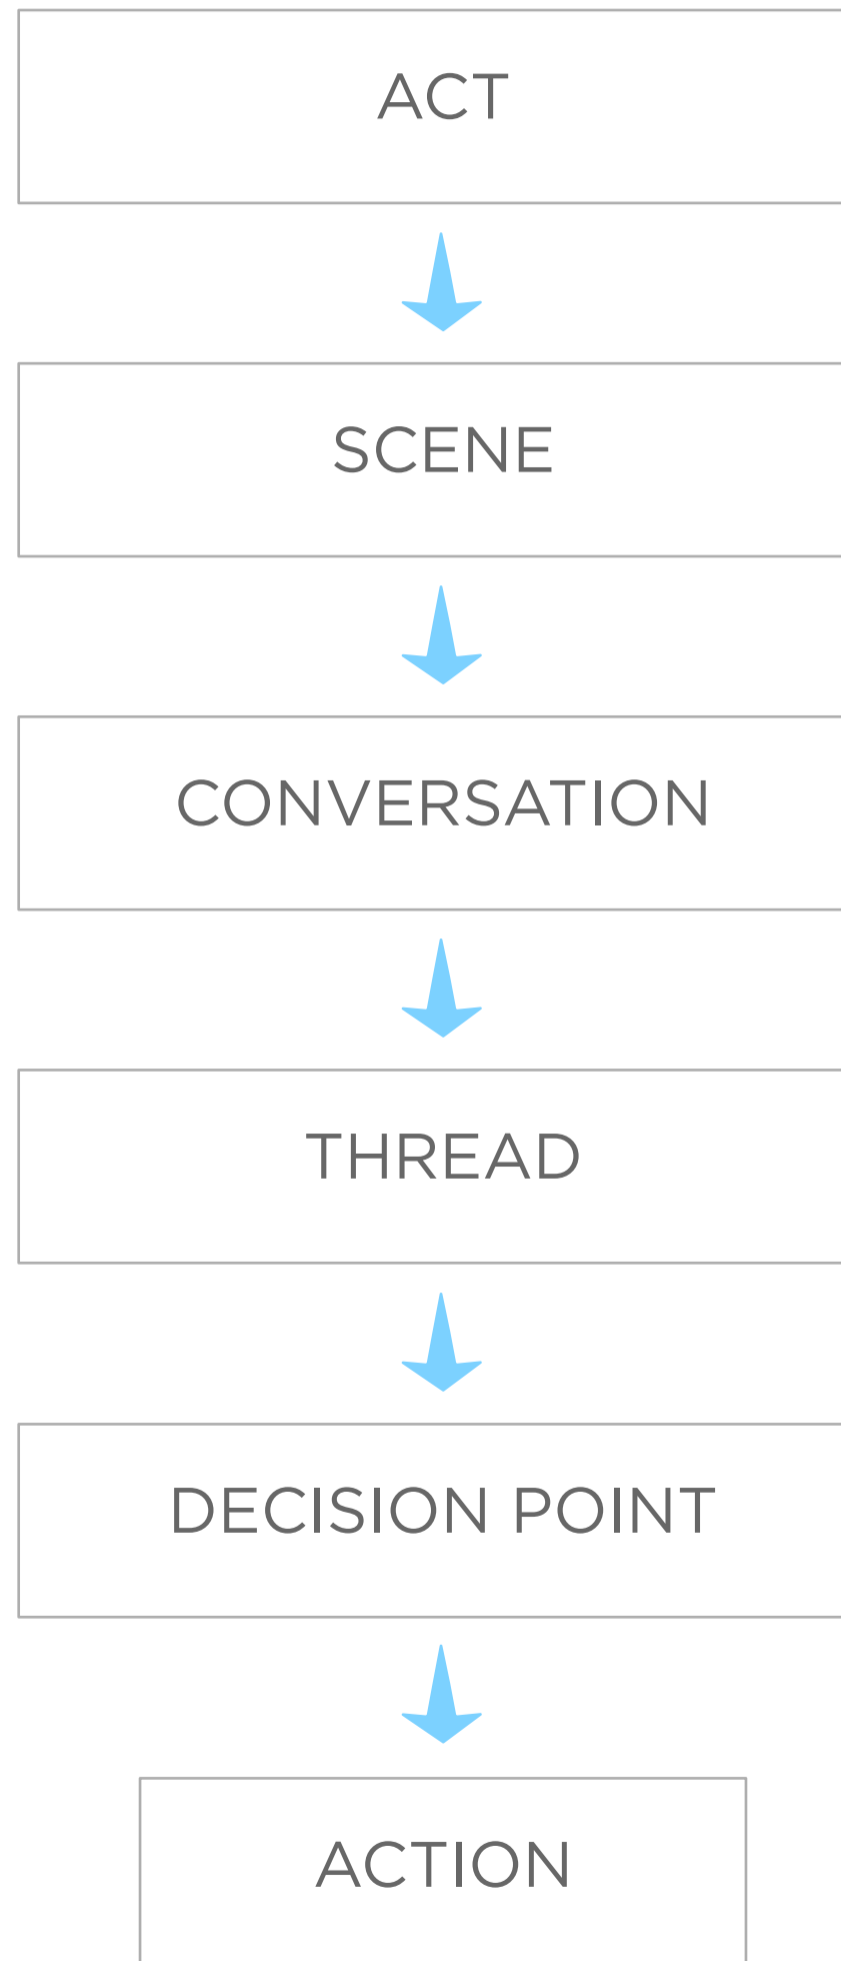 ACT
SCENE
CONVERSATION
THREAD
DECISION POINT
ACTION